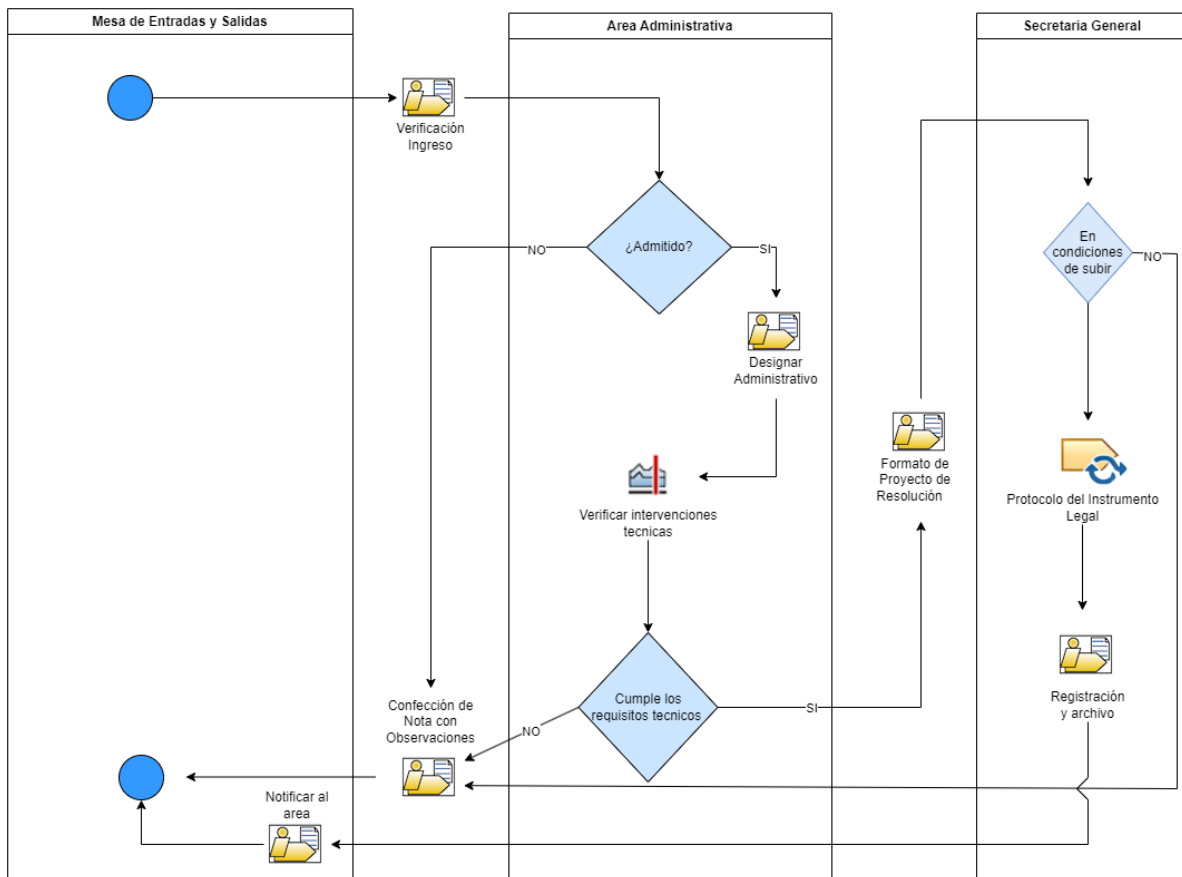 Mesa de Entradas y Salidas
Area Administrativa
Secretaria General
Verificación
Ingreso
¿Admitido?
NO
SI
En
condiciones
de subir
NO
Designar
Administrativo
Formato de
Proyecto de
Resolución
Verificar intervenciones
tecnicas
Protocolo del Instrumento
Legal
Cumple los
requisitos tecnicos
NO
SI
Confección de
Nota con
Observaciones
Registración
y archivo
Notificar al
area